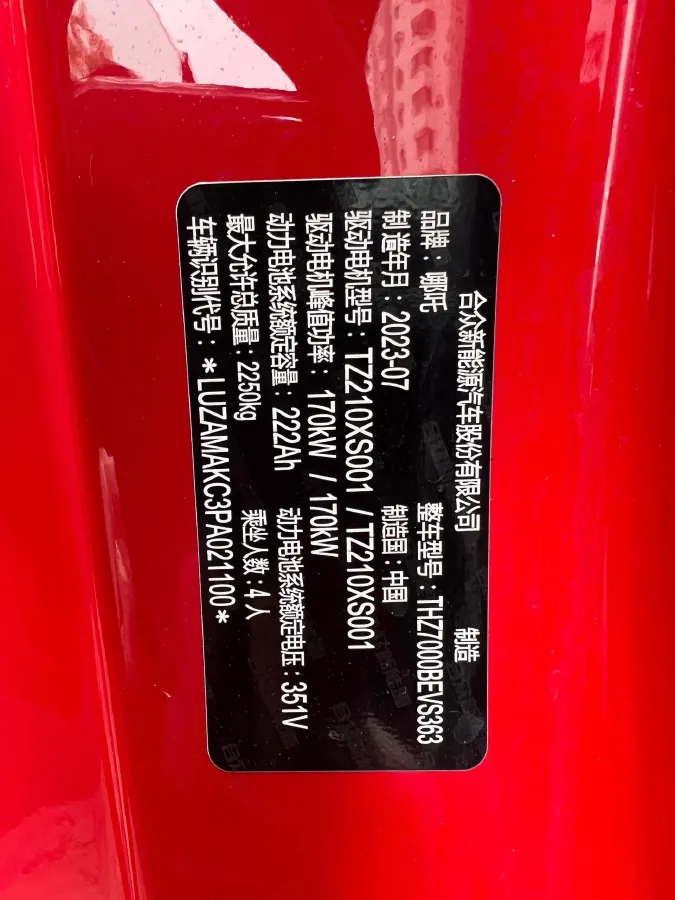 合众新能源汽车股份有限公司 制造
品牌：哪吒 整车型号：THZ7000BEVS363
制造年月：2023-07 制造国：中国
驱动电机型号：TZ210XS001 / TZ210XS001
驱动电机峰值功率：170kW / 170kW
动力电池系统额定容量：222Ah 动力电池系统额定电压：351V
最大允许总质量：2250kg 乘坐人数：4人
车辆识别代号：*LUZAMAKC3PA021100*